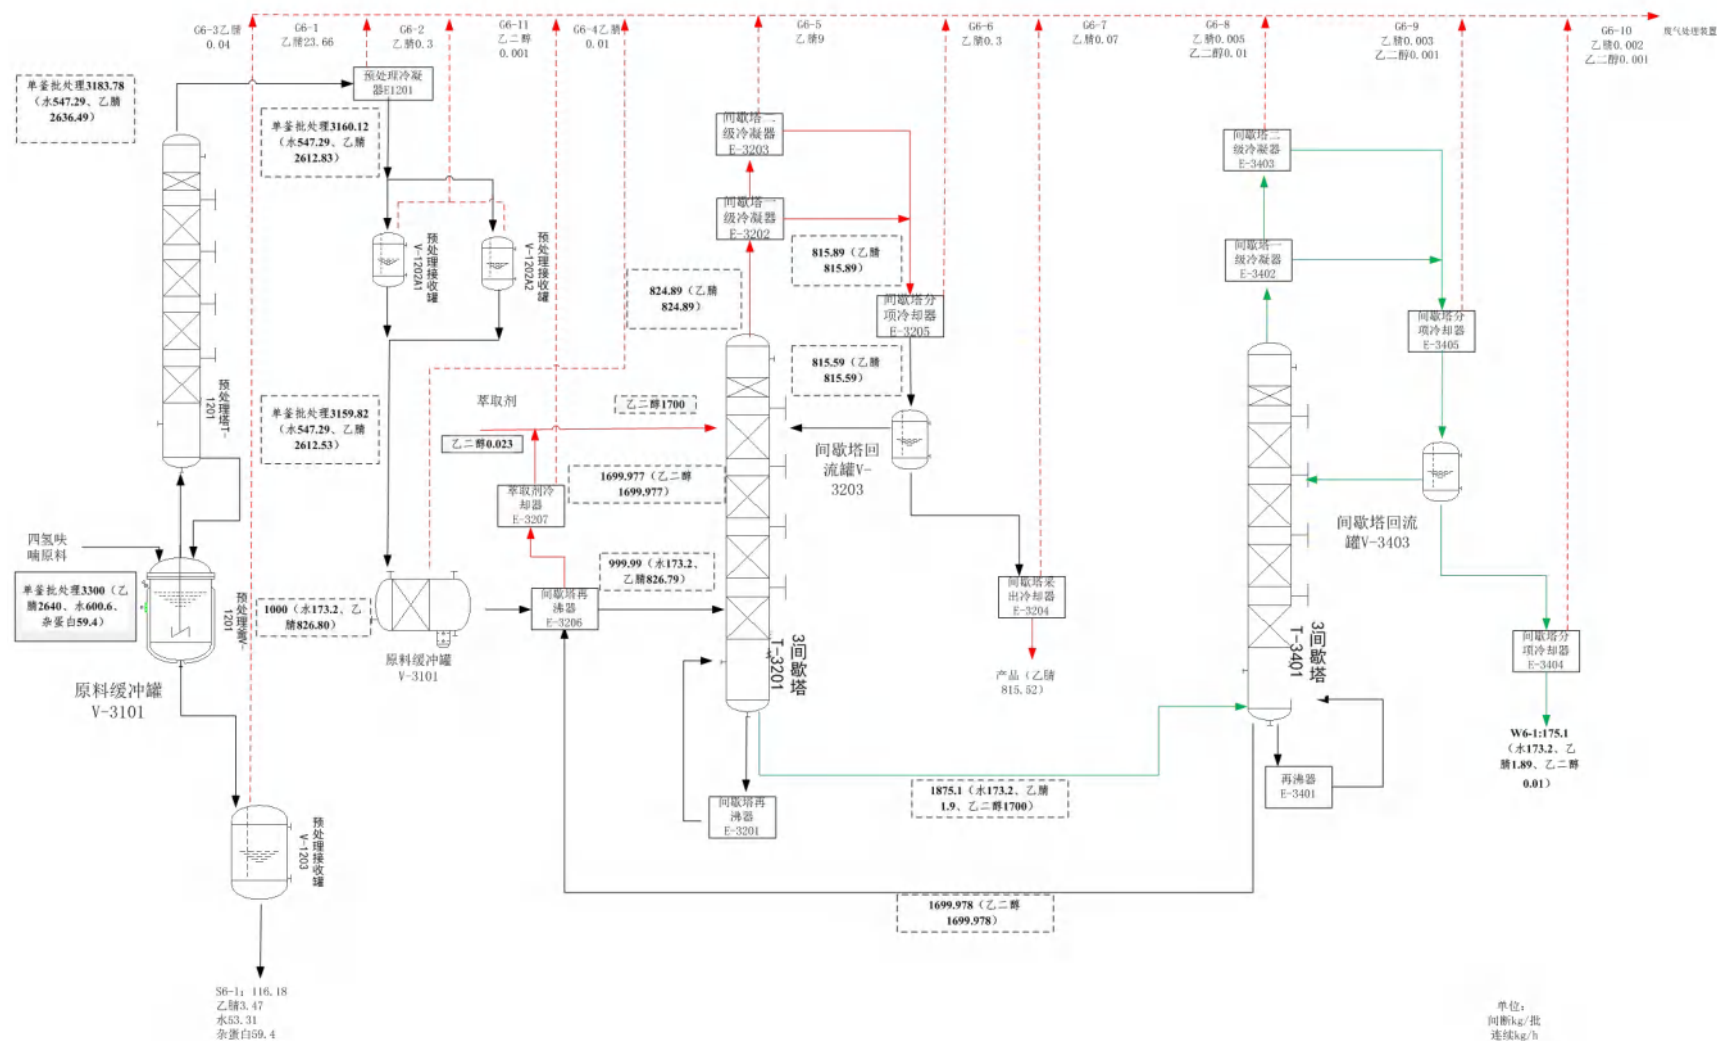 G6-3乙腈
0.04
G6-1
乙腈23.66
G6-2
乙腈0.3
G6-11
乙二醇
0.001
G6-4乙腈
0.01
G6-5
乙腈9
G6-6
乙腈0.3
G6-7
乙腈0.07
G6-8
乙腈0.005
乙二醇0.01
G6-9
乙腈0.003
乙二醇0.001
G6-10
乙腈0.002
乙二醇0.001
废气处理装置
单釜批处理3183.78
（水547.29、乙腈
2636.49）
预处理冷凝
器E1201
单釜批处理3160.12
（水547.29、乙腈
2612.83）
预处理接收罐
V-1202A1
预处理接收罐
V-1202A2
预处理塔T-
1201
单釜批处理3159.82
（水547.29、乙腈
2612.53）
四氢呋
喃原料
单釜批处理3300（乙
腈2640、水600.6、
杂蛋白59.4）
预处理釜V-
1201
原料缓冲罐
V-3101
预处理接收罐
V-1203
S6-1：116.18
乙腈3.47
水53.31
杂蛋白59.4
1000（水173.2、乙
腈826.80）
原料缓冲罐
V-3101
萃取剂
乙二醇0.023
乙二醇1700
萃取剂冷
却器
E-3207
1699.977（乙二醇
1699.977）
间歇塔再
沸器
E-3206
999.99（水173.2、
乙腈826.79）
824.89（乙腈
824.89）
间歇塔二
级冷凝器
E-3203
间歇塔一
级冷凝器
E-3202
815.89（乙腈
815.89）
间歇塔分
项冷却器
E-3205
815.59（乙腈
815.59）
间歇塔回
流罐V-
3203
3间歇塔
T-3201
间歇塔采
出冷却器
E-3204
产品（乙腈
815.52）
间歇塔再
沸器
E-3201
1875.1（水173.2、乙腈
1.9、乙二醇1700）
1699.978（乙二醇
1699.978）
间歇塔二
级冷凝器
E-3403
间歇塔一
级冷凝器
E-3402
间歇塔分
项冷却器
E-3405
间歇塔回流
罐V-3403
3间歇塔
T-3401
再沸器
E-3401
间歇塔分
项冷却器
E-3404
W6-1:175.1
（水173.2、乙
腈1.89、乙二醇
0.01）
单位：
间断kg/批
连续kg/h